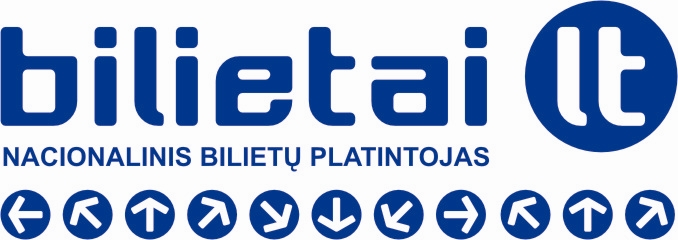 bilietai lt
NACIONALINIS BILIETŲ PLATINTOJAS